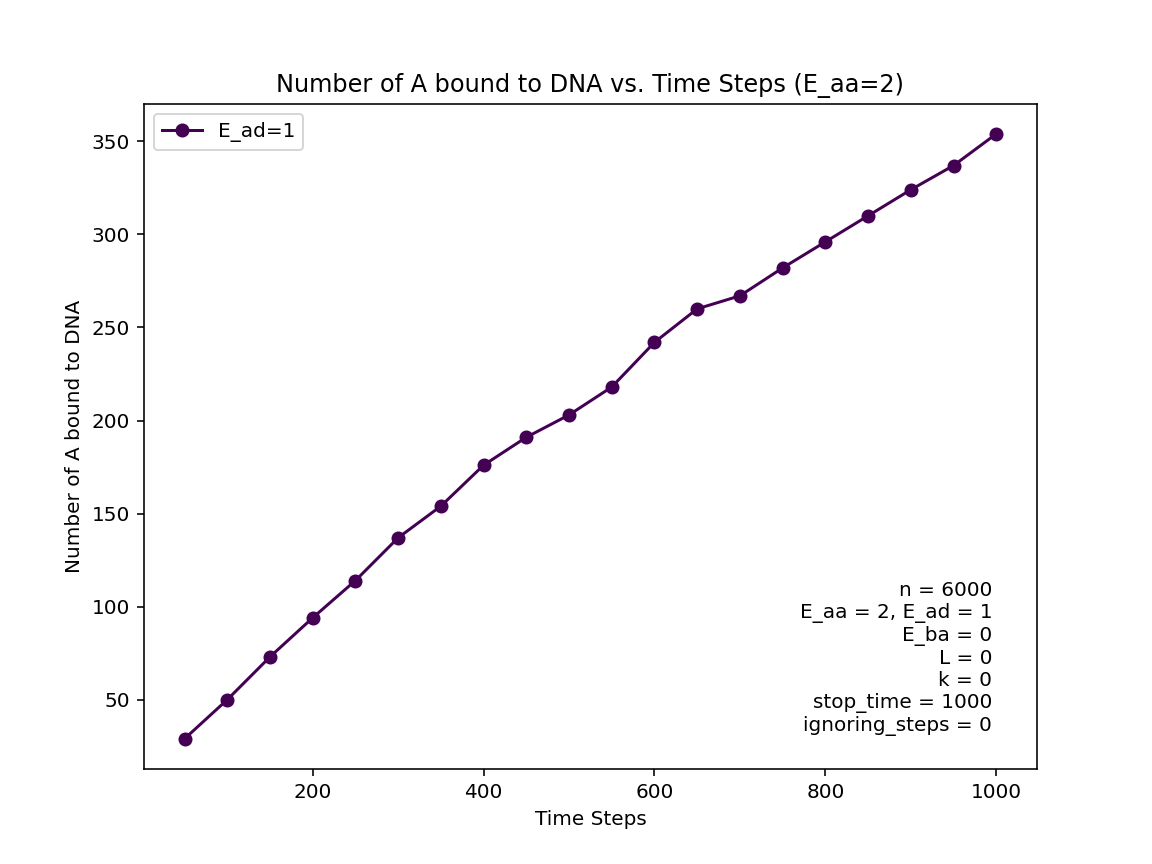 Number of A bound to DNA vs. Time Steps (E_aa=2)
E_ad=1
350
300
250
200
150
100
50
Number of A bound to DNA
n = 6000
E_aa = 2, E_ad = 1
E_ba = 0
L = 0
k = 0
stop_time = 1000
ignoring_steps = 0
200 400 600 800 1000
Time Steps